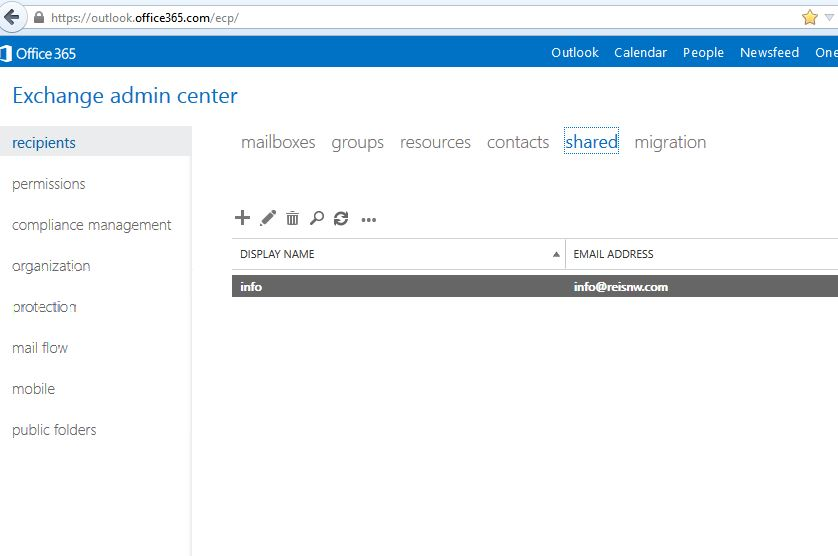 https://outlook.office365.com/ecp/
Office 365 Outlook Calendar People Newsfeed One
Exchange admin center
recipients
permissions
compliance management
organization
protection
mail flow
mobile
public folders
mailboxes groups resources contacts shared migration
DISPLAY NAME EMAIL ADDRESS
info info@reisnw.com